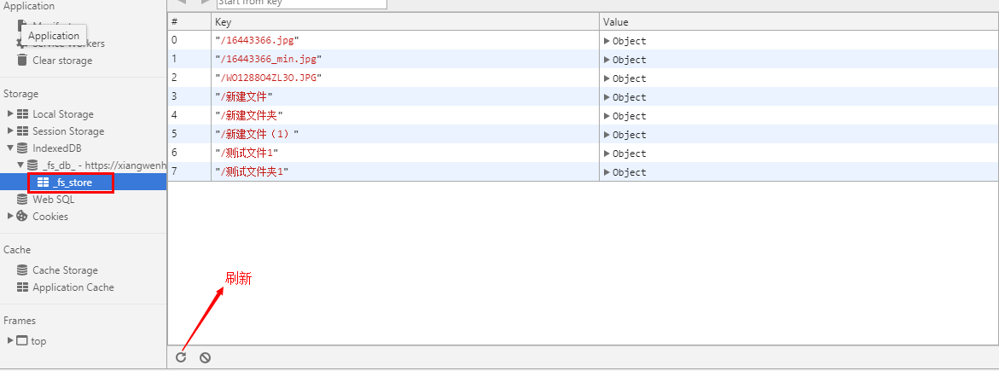 Application
Application
Service Workers
Clear storage
Storage
Local Storage
Session Storage
IndexedDB
_fs_db_ - https://xiangwenh
_fs_store
Web SQL
Cookies
Cache
Cache Storage
Application Cache
Frames
top
Start from key
# Key Value
0 "/16443366.jpg" Object
1 "/16443366_min.jpg" Object
2 "/WO128804ZL30.JPG" Object
3 "/新建文件" Object
4 "/新建文件夹" Object
5 "/新建文件（1）" Object
6 "/测试文件1" Object
7 "/测试文件夹1" Object
刷新